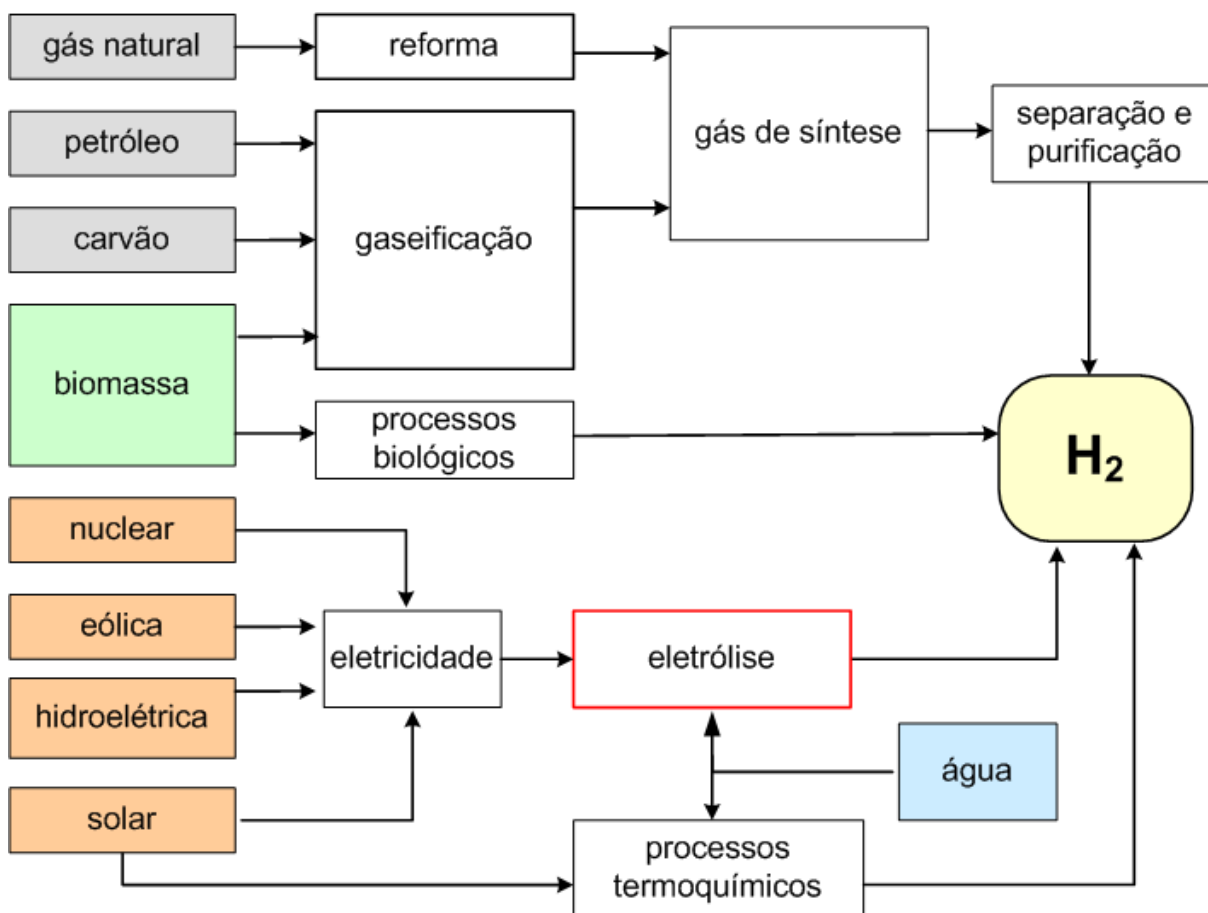 gás natural
reforma
gás de síntese
separação e
purificação
petróleo
carvão
gaseificação
biomassa
processos
biológicos
H₂
nuclear
eólica
hidroelétrica
solar
eletricidade
eletrólise
água
processos
termoquímicos